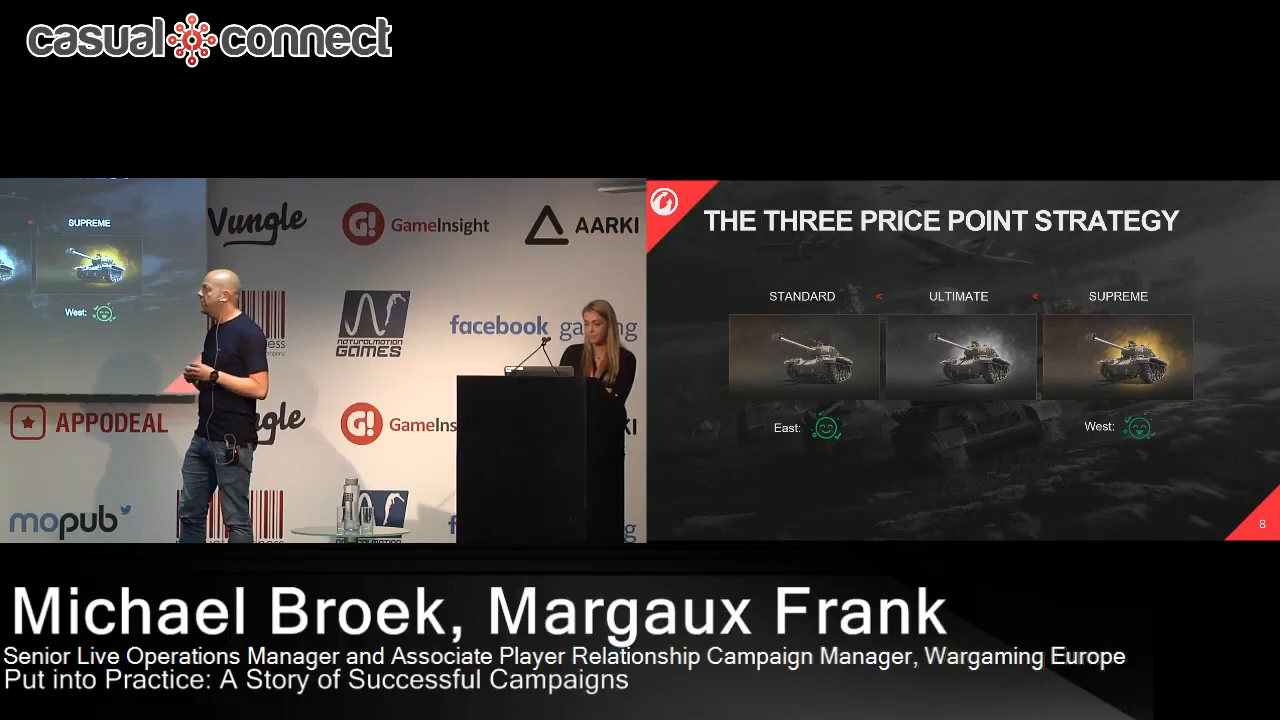 casual connect
SUPREME
West:
Vungle
GameInsight
AARKI
NATURALMOTION
GAMES
facebook gaming
APPODEAL
GameIns
mopub
THE THREE PRICE POINT STRATEGY
STANDARD < ULTIMATE < SUPREME
East:
West:
8
Michael Broek, Margaux Frank
Senior Live Operations Manager and Associate Player Relationship Campaign Manager, Wargaming Europe
Put into Practice: A Story of Successful Campaigns